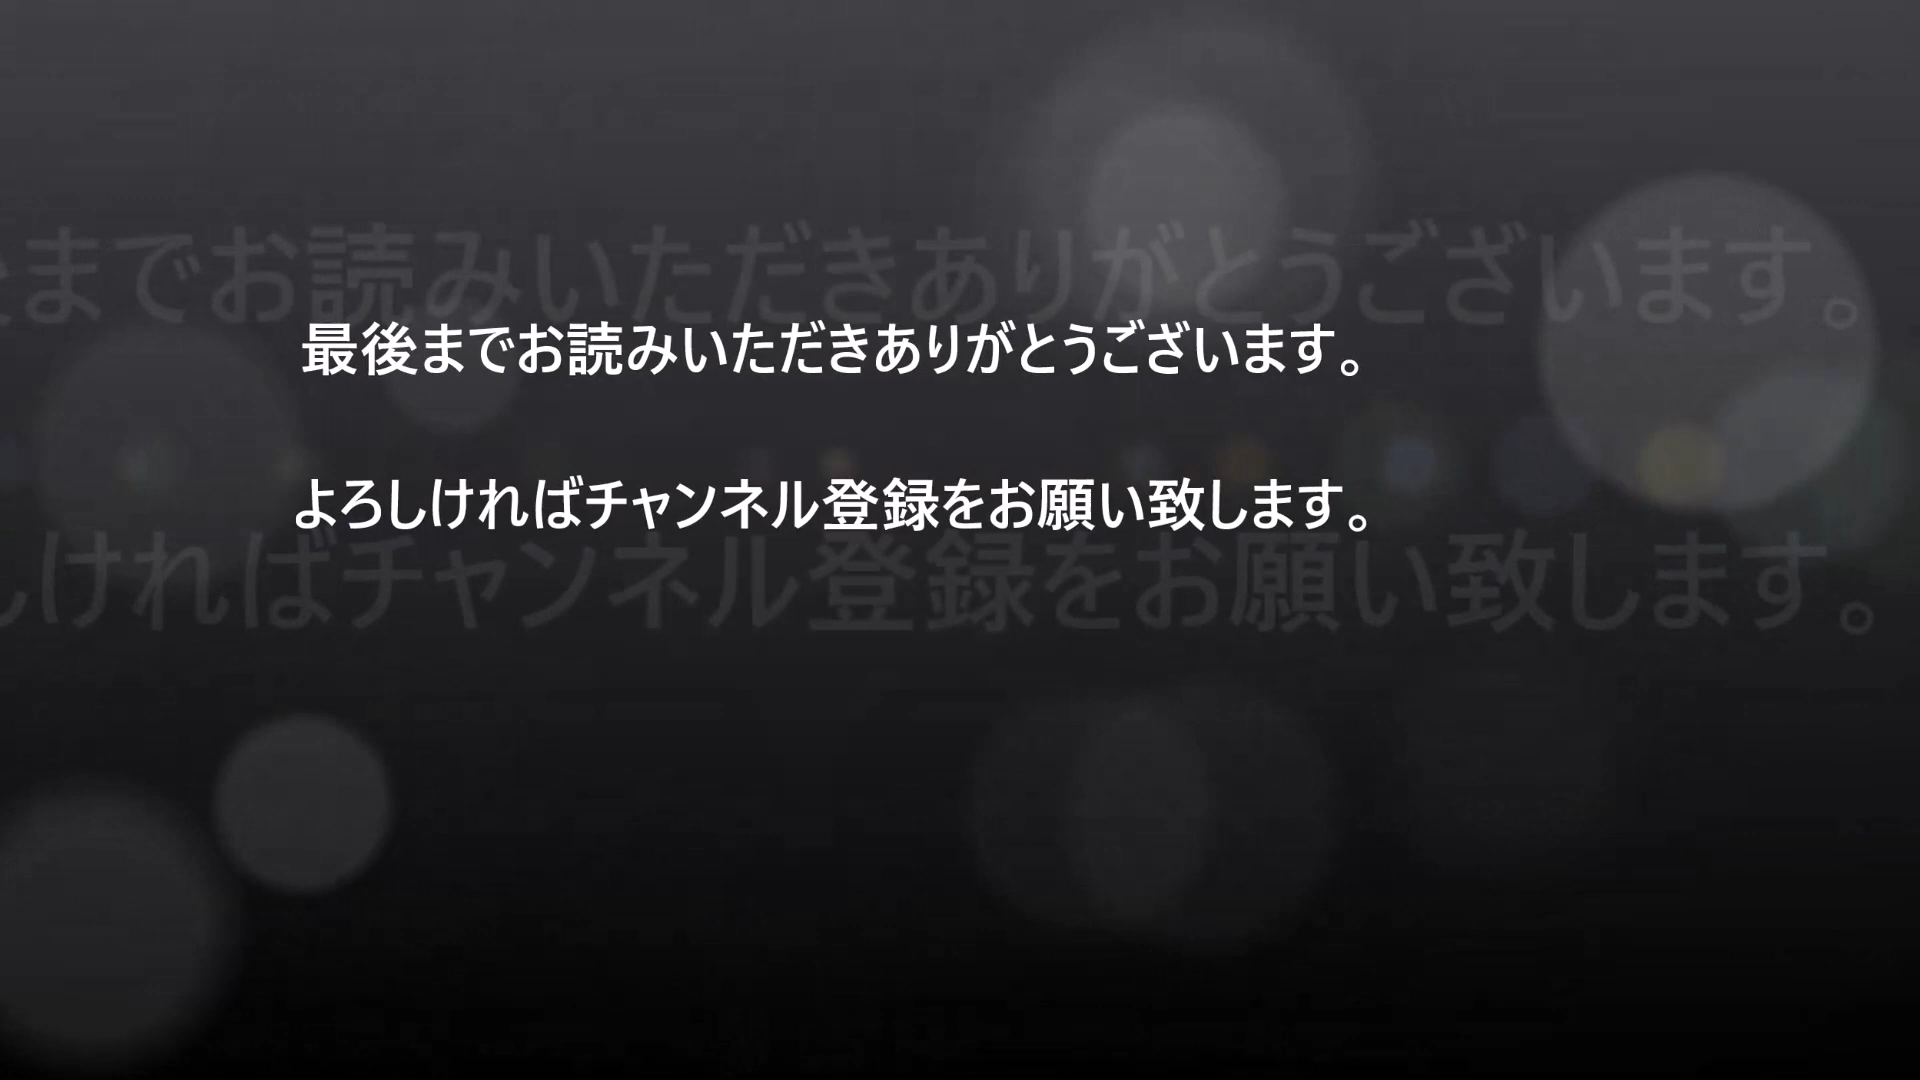 最後までお読みいただきありがとうございます。
よろしければチャンネル登録をお願い致します。
までお読みいただきありがとうございます。
しければチャンネル登録をお願い致します。